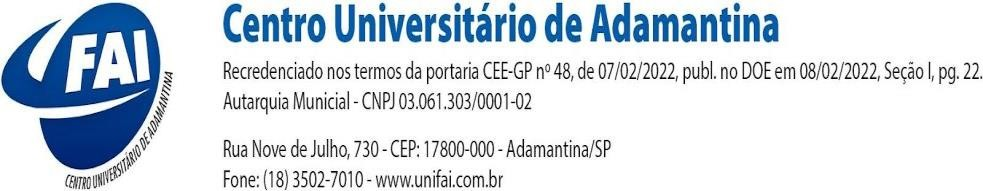 FAI
CENTRO UNIVERSITÁRIO DE ADAMANTINA
Centro Universitário de Adamantina
Recredenciado nos termos da portaria CEE-GP nº 48, de 07/02/2022, publ. no DOE em 08/02/2022, Seção I, pg. 22.
Autarquia Municial - CNPJ 03.061.303/0001-02
Rua Nove de Julho, 730 - CEP: 17800-000 - Adamantina/SP
Fone: (18) 3502-7010 - www.unifai.com.br